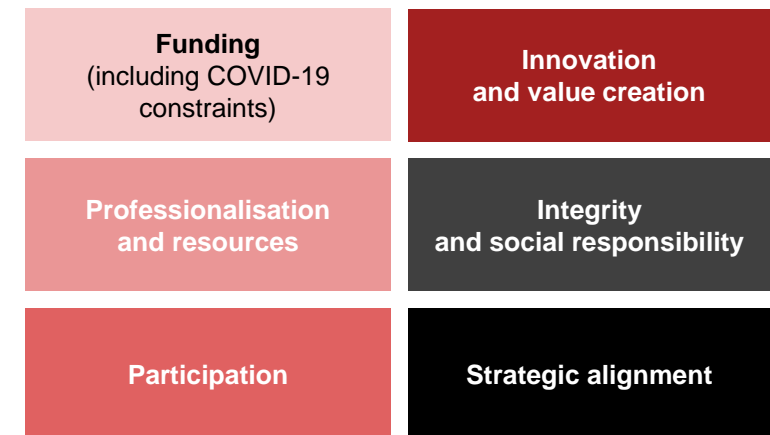 Funding
(including COVID-19
constraints)
Innovation
and value creation
Professionalisation
and resources
Integrity
and social responsibility
Participation
Strategic alignment